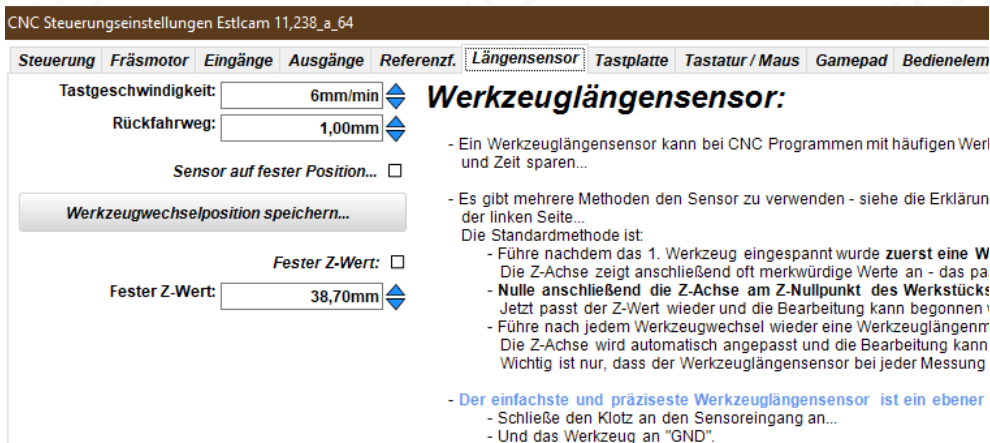 CNC Steuerungseinstellungen Estlcam 11,238_a_64
Steuerung Fräsmotor Eingänge Ausgänge Referenzf. Längensensor Tastplatte Tastatur / Maus Gamepad Bedienelem
Tastgeschwindigkeit: 6mm/min
Rückfahrweg: 1,00mm
Sensor auf fester Position...
Werkzeugwechselposition speichern...
Fester Z-Wert:
Fester Z-Wert: 38,70mm
Werkzeuglängensensor:
- Ein Werkzeuglängensensor kann bei CNC Programmen mit häufigen Werk
und Zeit sparen...
- Es gibt mehrere Methoden den Sensor zu verwenden - siehe die Erklärun
der linken Seite...
Die Standardmethode ist:
- Führe nachdem das 1. Werkzeug eingespannt wurde zuerst eine W
Die Z-Achse zeigt anschließend oft merkwürdige Werte an - das pa
- Nulle anschließend die Z-Achse am Z-Nullpunkt des Werkstücks
Jetzt passt der Z-Wert wieder und die Bearbeitung kann begonnen
- Führe nach jedem Werkzeugwechsel wieder eine Werkzeuglängenm
Die Z-Achse wird automatisch angepasst und die Bearbeitung kann
Wichtig ist nur, dass der Werkzeuglängensensor bei jeder Messung
- Der einfachste und präziseste Werkzeuglängensensor ist ein ebener
- Schließe den Klotz an den Sensoreingang an...
- Und das Werkzeug an "GND".